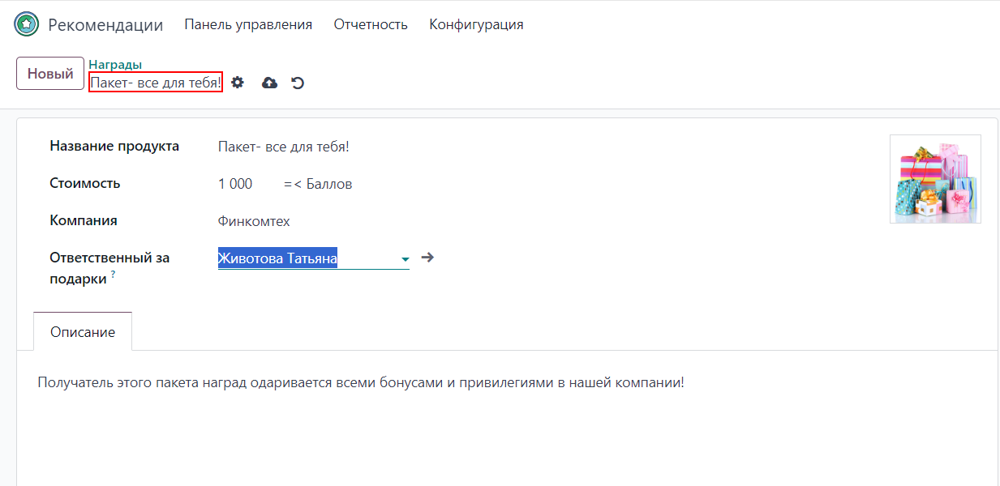 Рекомендации Панель управления Отчетность Конфигурация
Новый
Награды
Пакет- все для тебя!
Название продукта Пакет- все для тебя!
Стоимость 1 000 =< Баллов
Компания Финкомтех
Ответственный за подарки ? Животова Татьяна
Описание
Получатель этого пакета наград одаривается всеми бонусами и привилегиями в нашей компании!